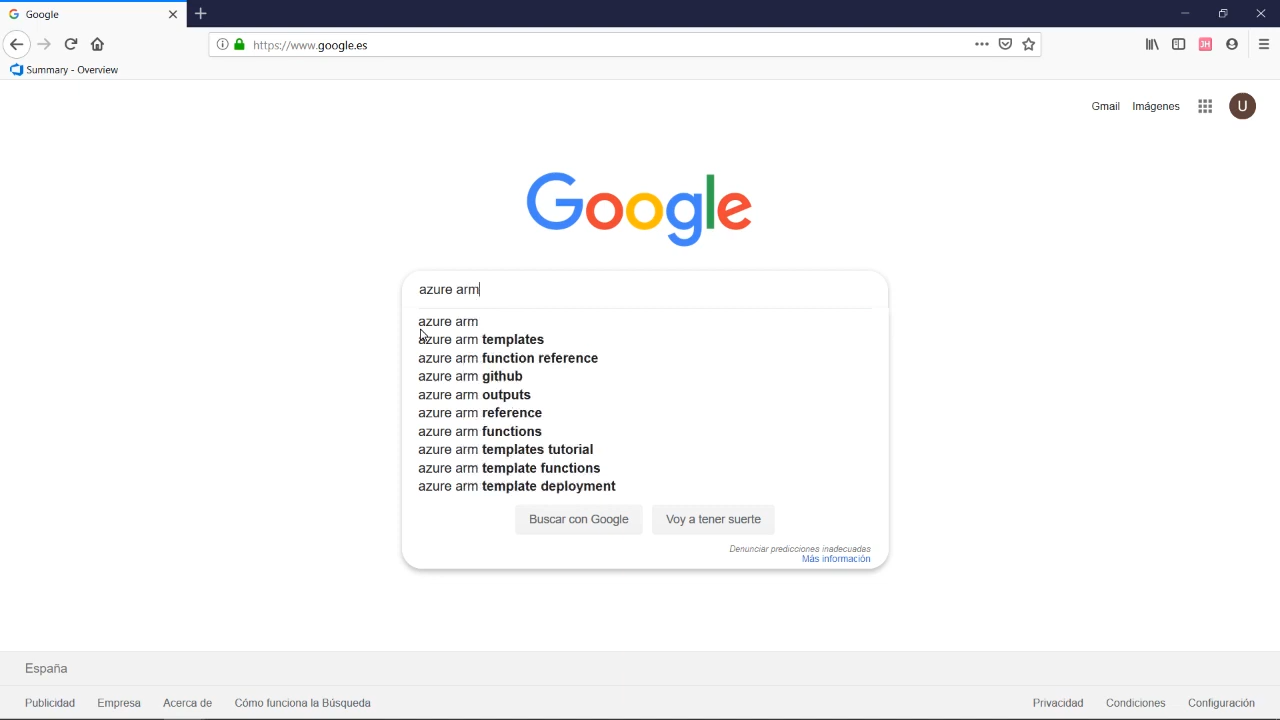 Google
https://www.google.es
JH
Summary - Overview
Gmail Imágenes
U
Google
azure arm
azure arm
azure arm templates
azure arm function reference
azure arm github
azure arm outputs
azure arm reference
azure arm functions
azure arm templates tutorial
azure arm template functions
azure arm template deployment
Buscar con Google Voy a tener suerte
Denunciar predicciones inadecuadas
Más información
España
Publicidad Empresa Acerca de Cómo funciona la Búsqueda Privacidad Condiciones Configuración